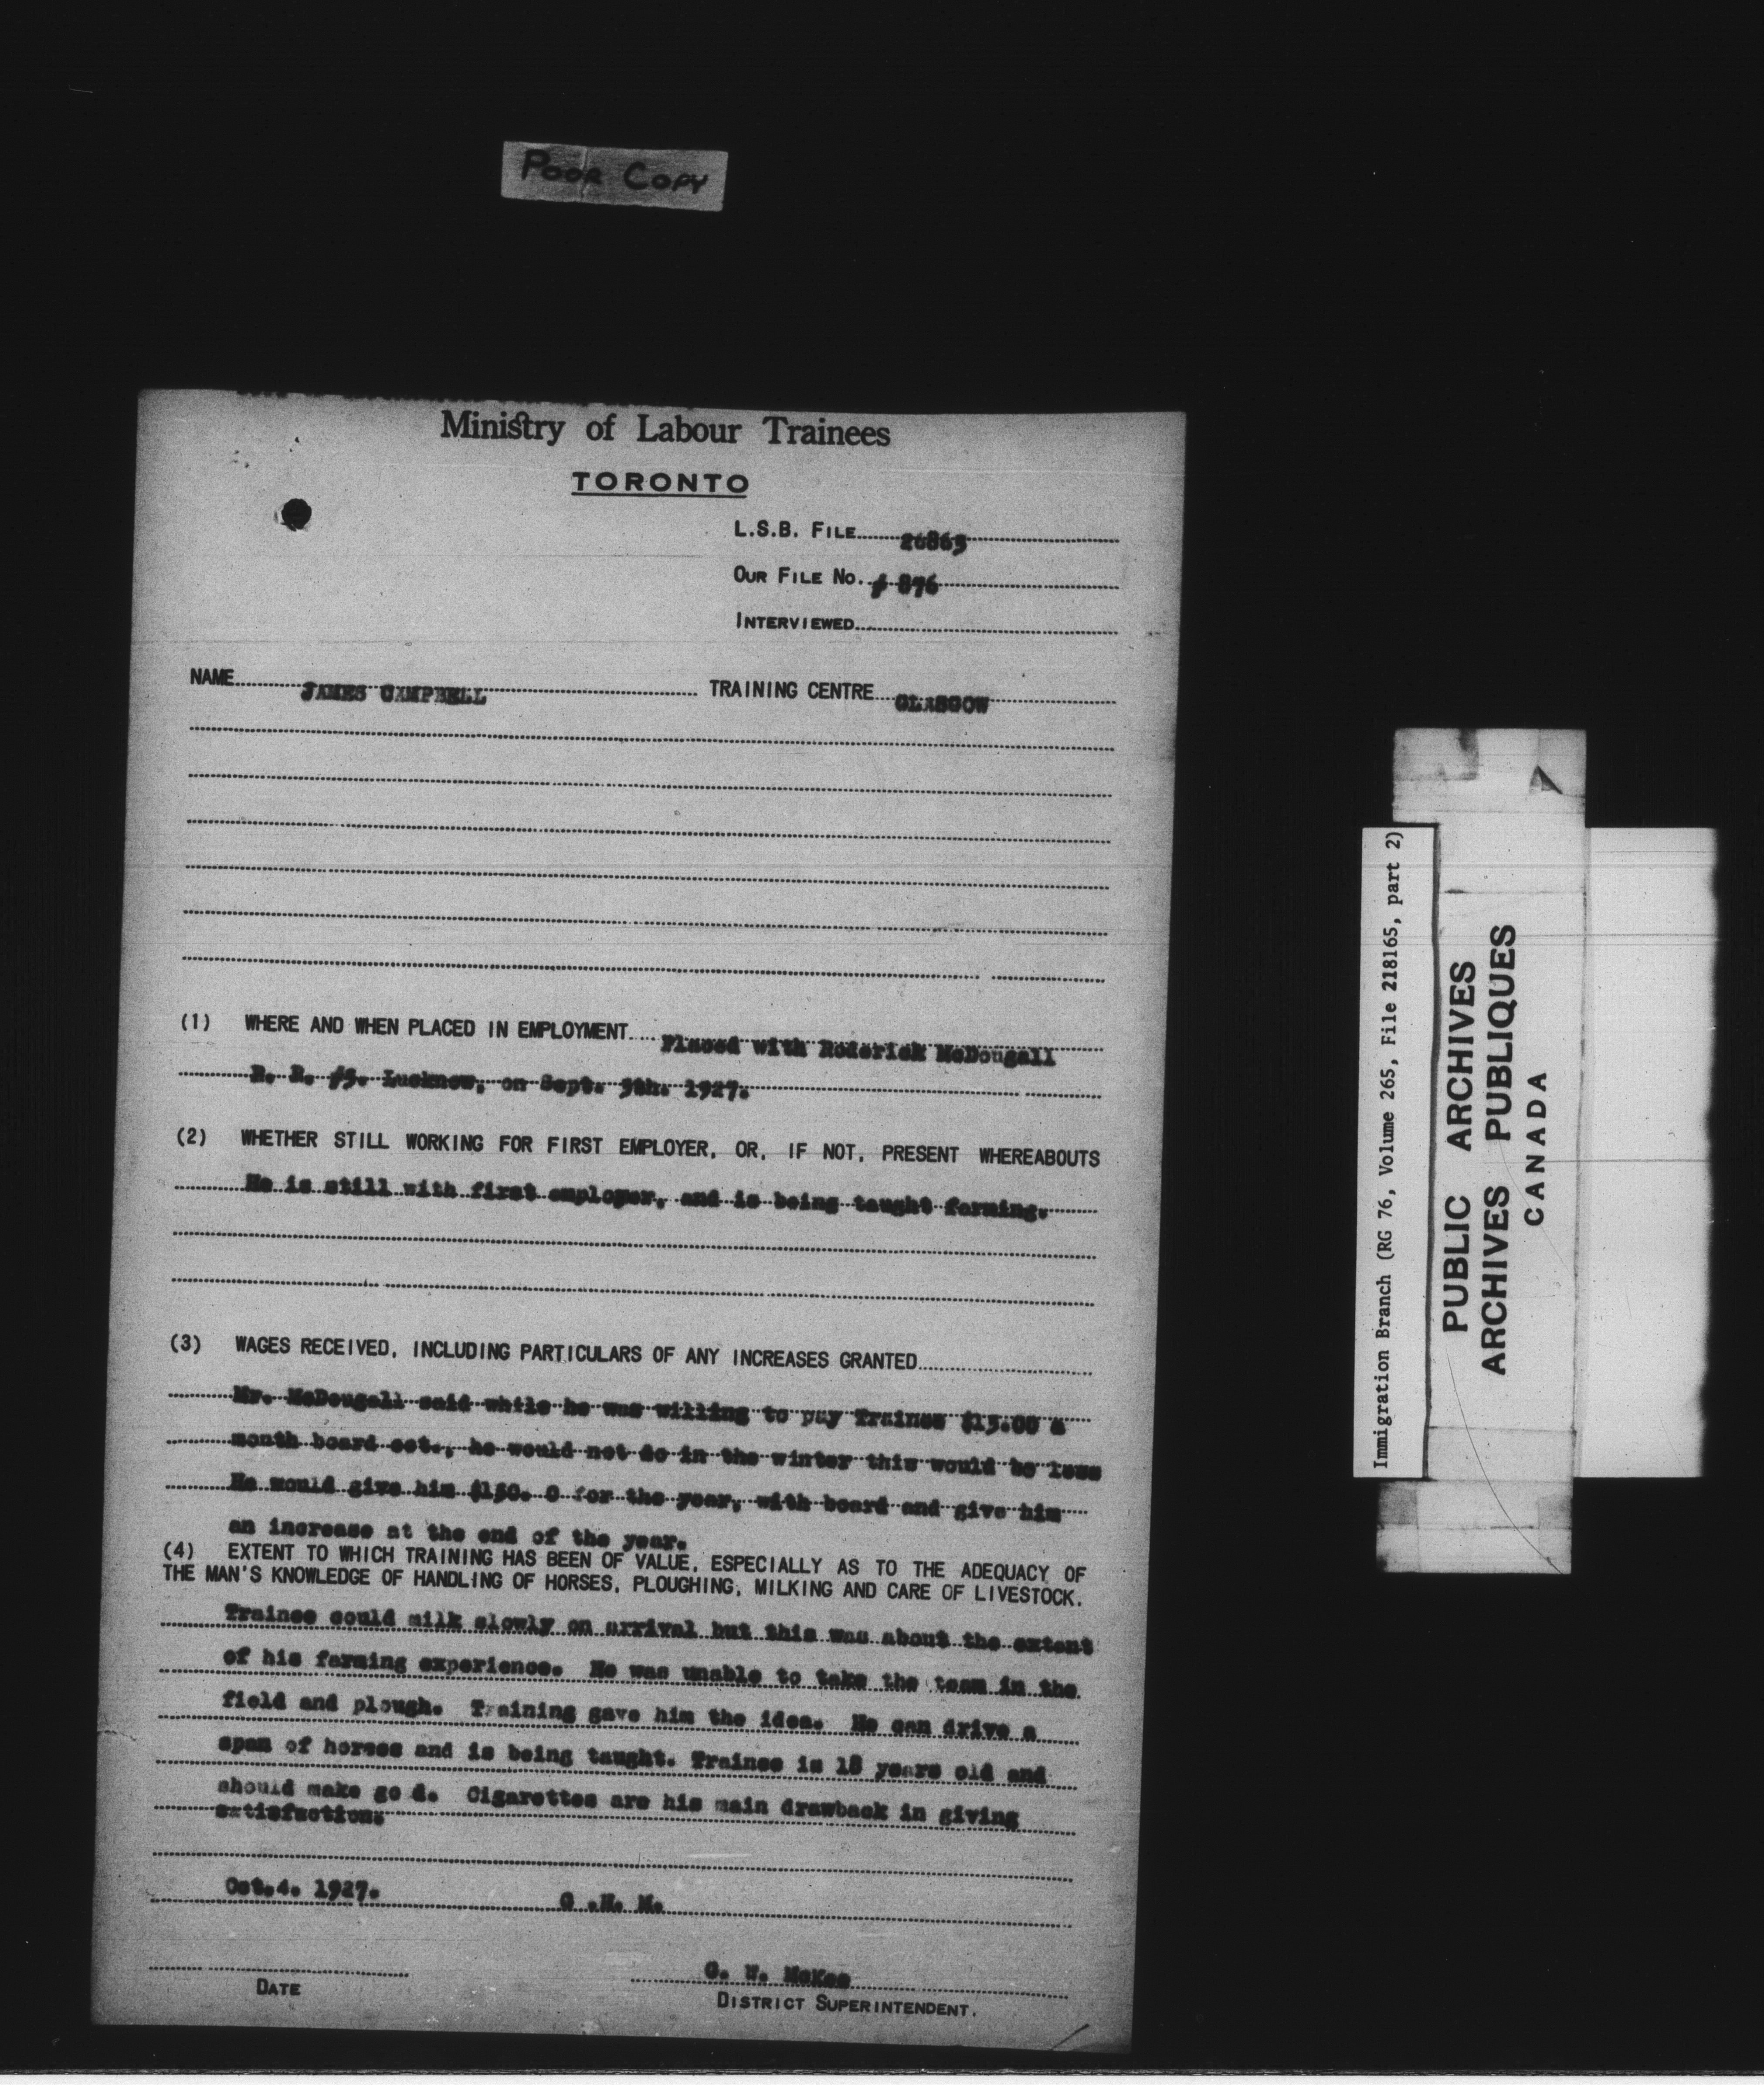 POOR COPY
Ministry of Labour Trainees
TORONTO
L.S.B. FILE 26865
OUR FILE NO. # 876
INTERVIEWED
NAME JAMES CAMPBELL TRAINING CENTRE GLASGOW
(1) WHERE AND WHEN PLACED IN EMPLOYMENT Placed with Roderick McDougall
R. R. #5. Lucknow, on Sept. 5th. 1927.
(2) WHETHER STILL WORKING FOR FIRST EMPLOYER, OR, IF NOT, PRESENT WHEREABOUTS
He is still with first employer, and is being taught farming.
(3) WAGES RECEIVED, INCLUDING PARTICULARS OF ANY INCREASES GRANTED
Mr. McDougall said while he was willing to pay Trainee $15.00 a
month board ect., he would not do in the winter this would be less
He would give him $150. 0 for the year, with board and give him
an increase at the end of the year.
(4) EXTENT TO WHICH TRAINING HAS BEEN OF VALUE, ESPECIALLY AS TO THE ADEQUACY OF
THE MAN'S KNOWLEDGE OF HANDLING OF HORSES, PLOUGHING, MILKING AND CARE OF LIVESTOCK.
Trainee could milk slowly on arrival but this was about the extent
of his farming experience. He was unable to take the team in the
field and plough. Training gave him the idea. He can drive a
span of horses and is being taught. Trainee is 18 years old and
should make go d. Cigarettes are his main drawback in giving
satisfaction;
Oct.4. 1927. G .H. M.
DATE
G. W. McKee
DISTRICT SUPERINTENDENT.
Immigration Branch (RG 76, Volume 265, File 218165, part 2)
PUBLIC ARCHIVES
ARCHIVES PUBLIQUES
CANADA